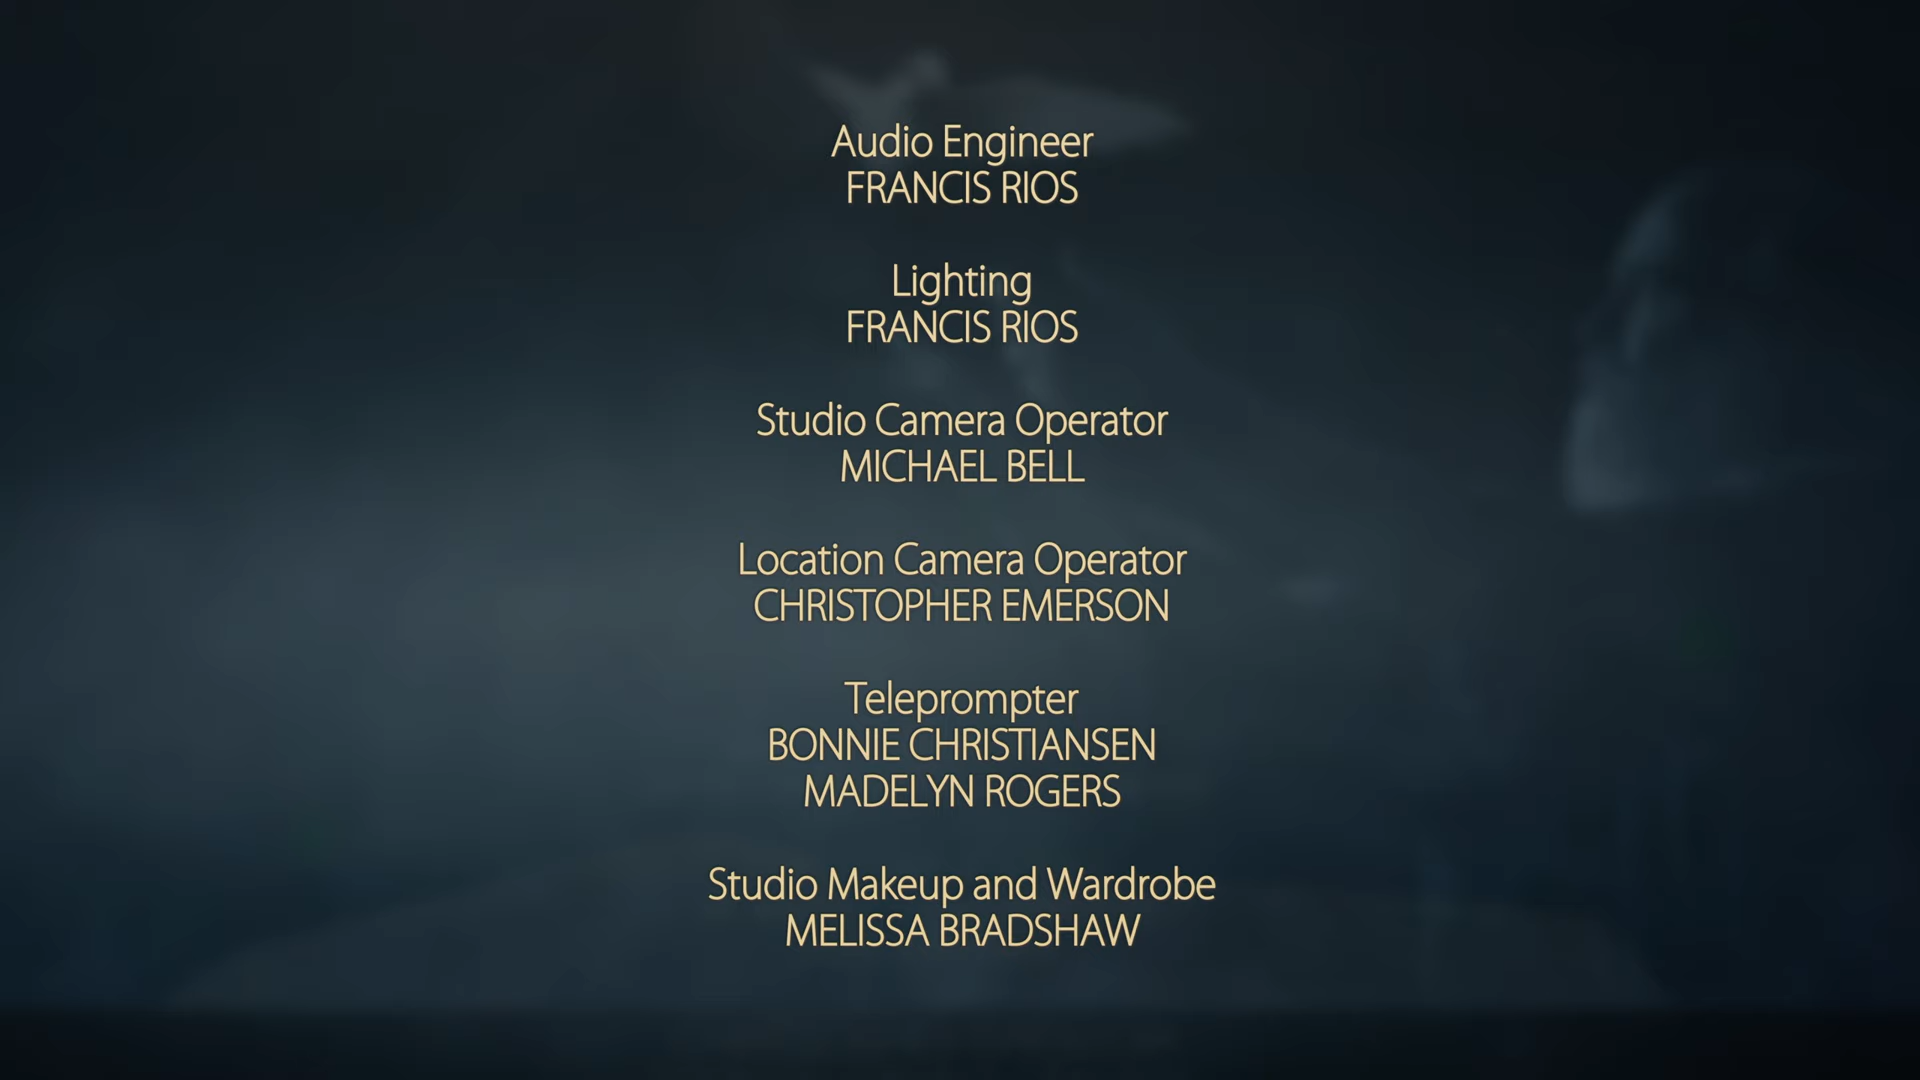 Audio Engineer
FRANCIS RIOS
Lighting
FRANCIS RIOS
Studio Camera Operator
MICHAEL BELL
Location Camera Operator
CHRISTOPHER EMERSON
Teleprompter
BONNIE CHRISTIANSEN
MADELYN ROGERS
Studio Makeup and Wardrobe
MELISSA BRADSHAW